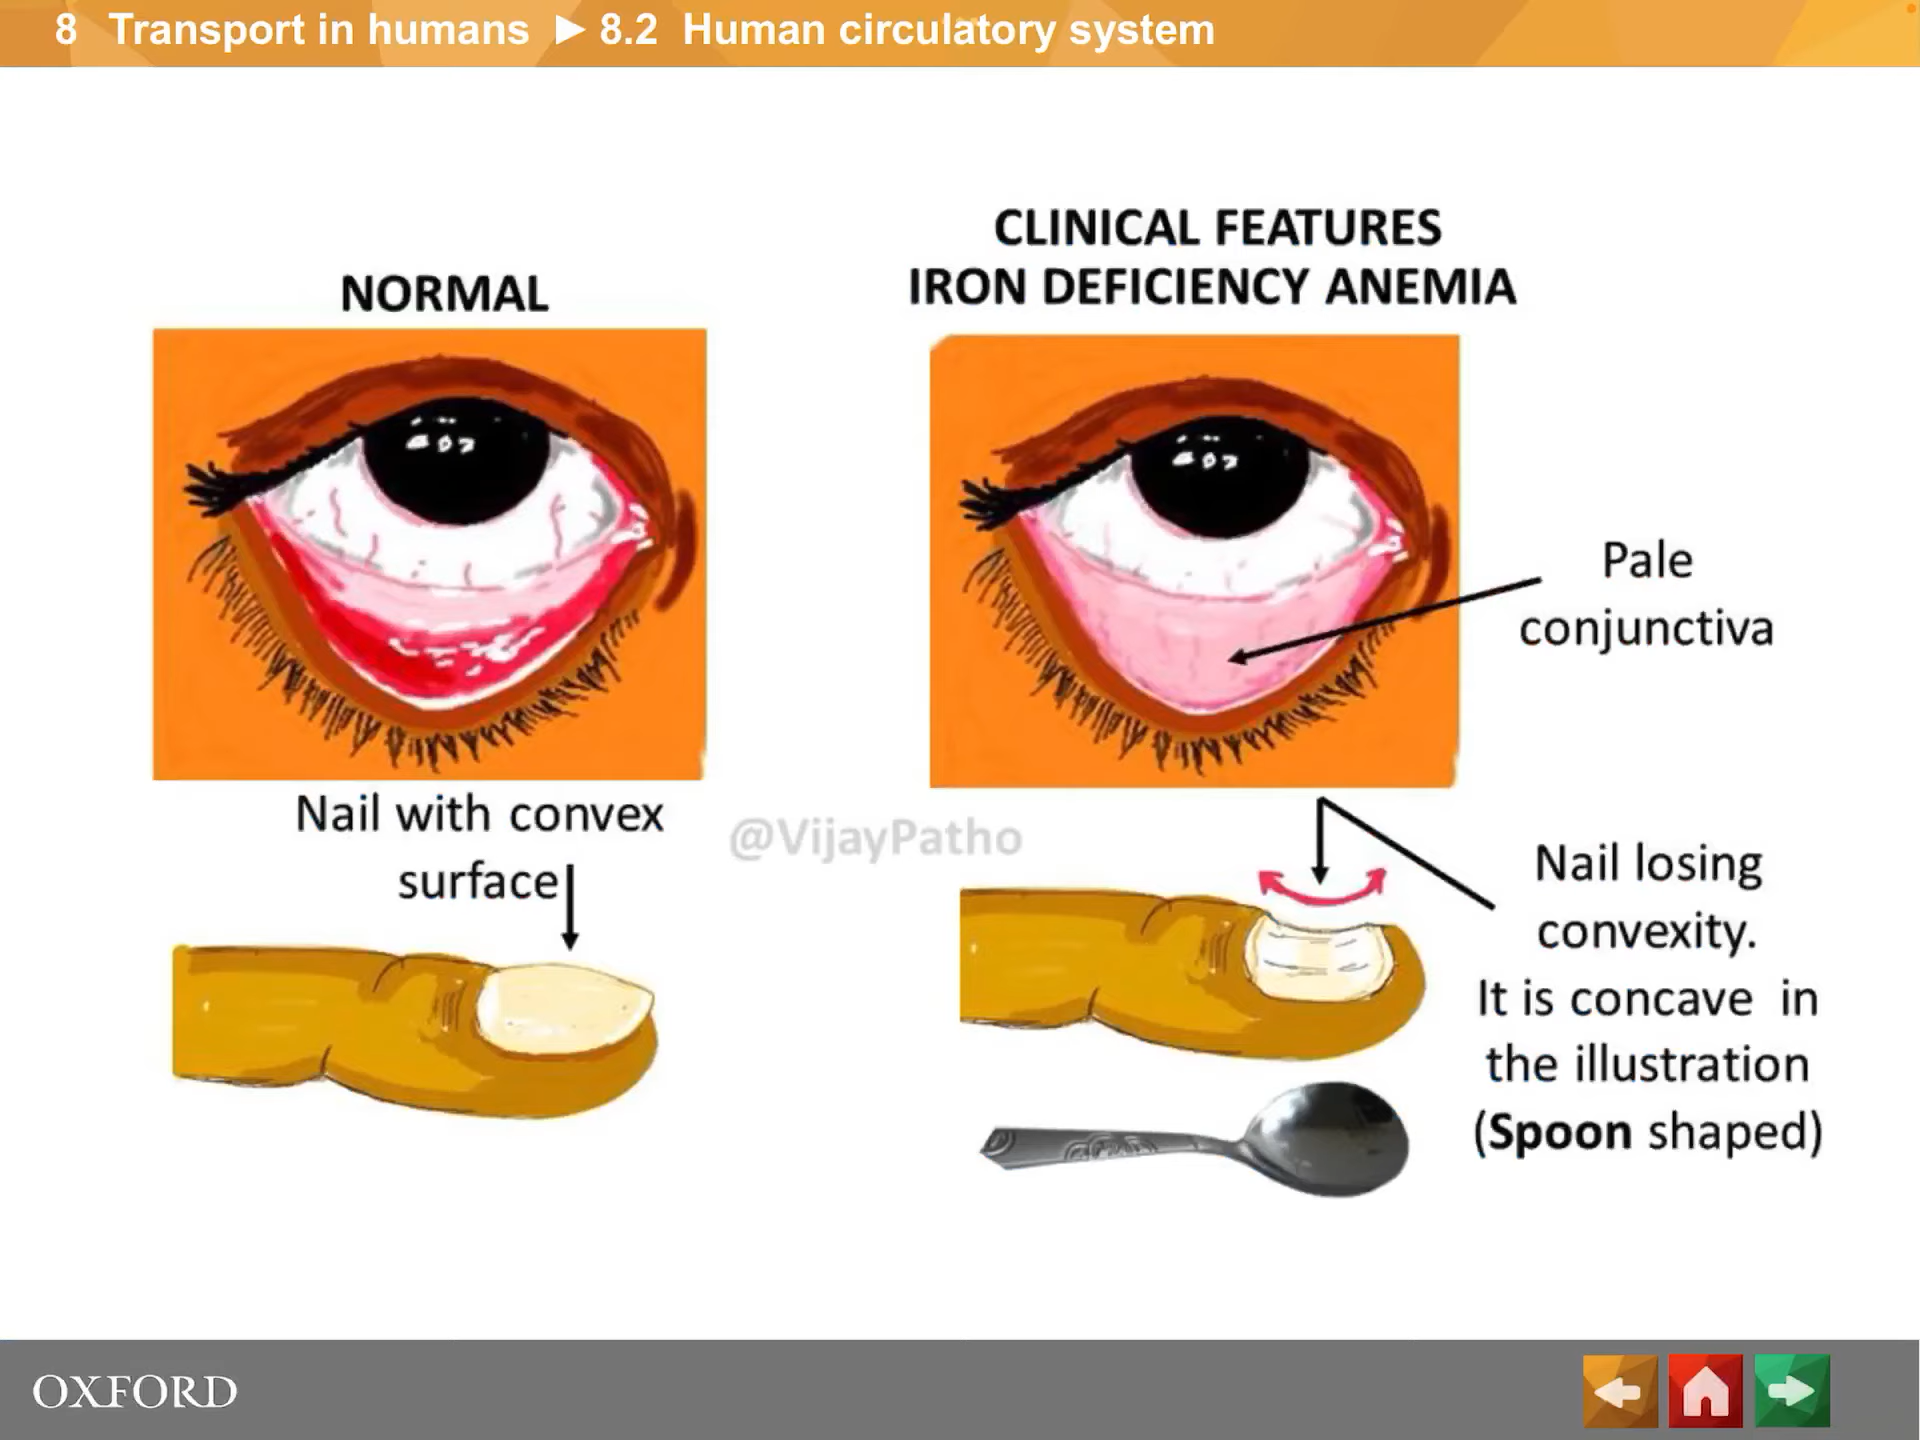 8 Transport in humans ► 8.2 Human circulatory system
NORMAL
CLINICAL FEATURES
IRON DEFICIENCY ANEMIA
Pale
conjunctiva
Nail with convex
surface
@VijayPatho
Nail losing
convexity.
It is concave in
the illustration
(Spoon shaped)
OXFORD